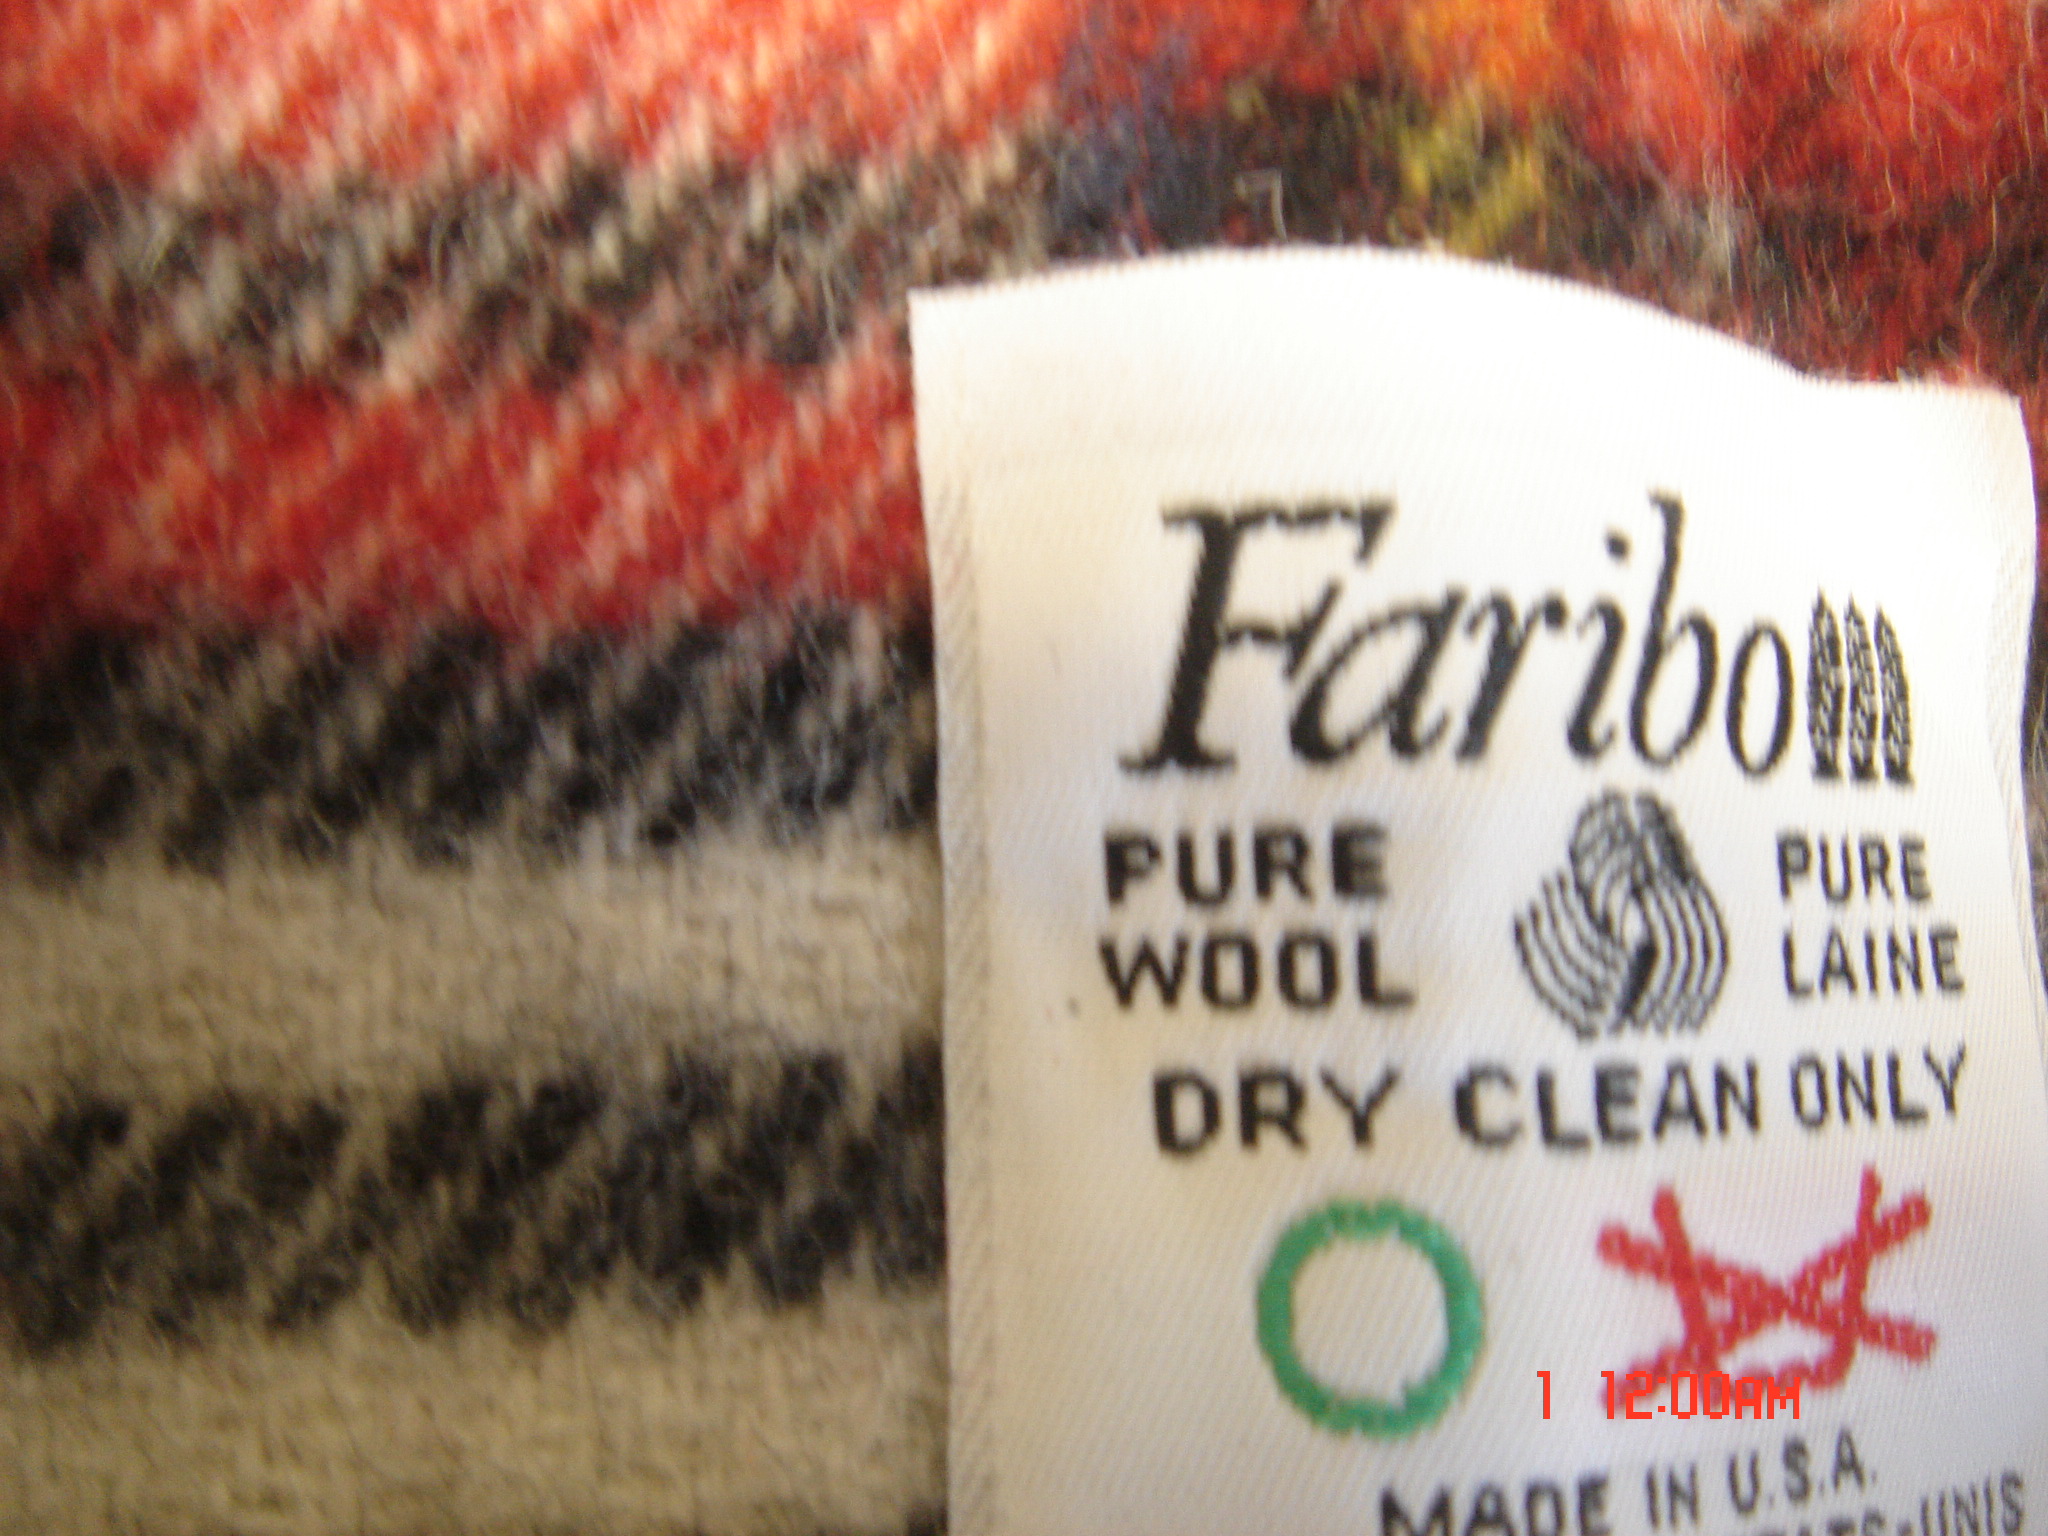 Faribo
PURE WOOL
PURE LAINE
DRY CLEAN ONLY
1 12:00AM
MADE IN U.S.A.